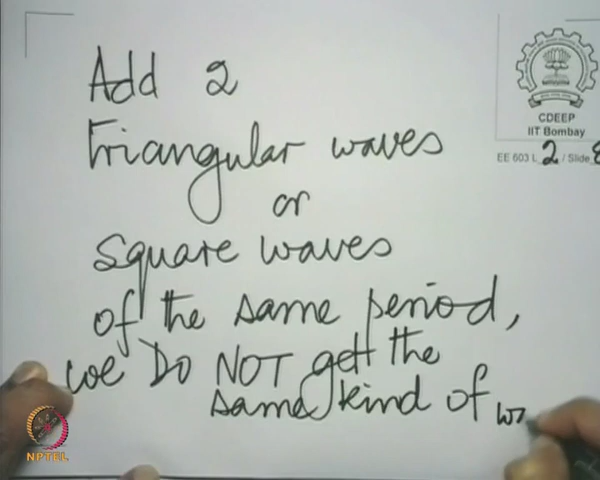 CDEEP
IIT Bombay
EE 603 L 2 / Slide 8
Add 2
triangular waves
or
square waves
of the same period,
we DO NOT get the
same kind of
NPTEL